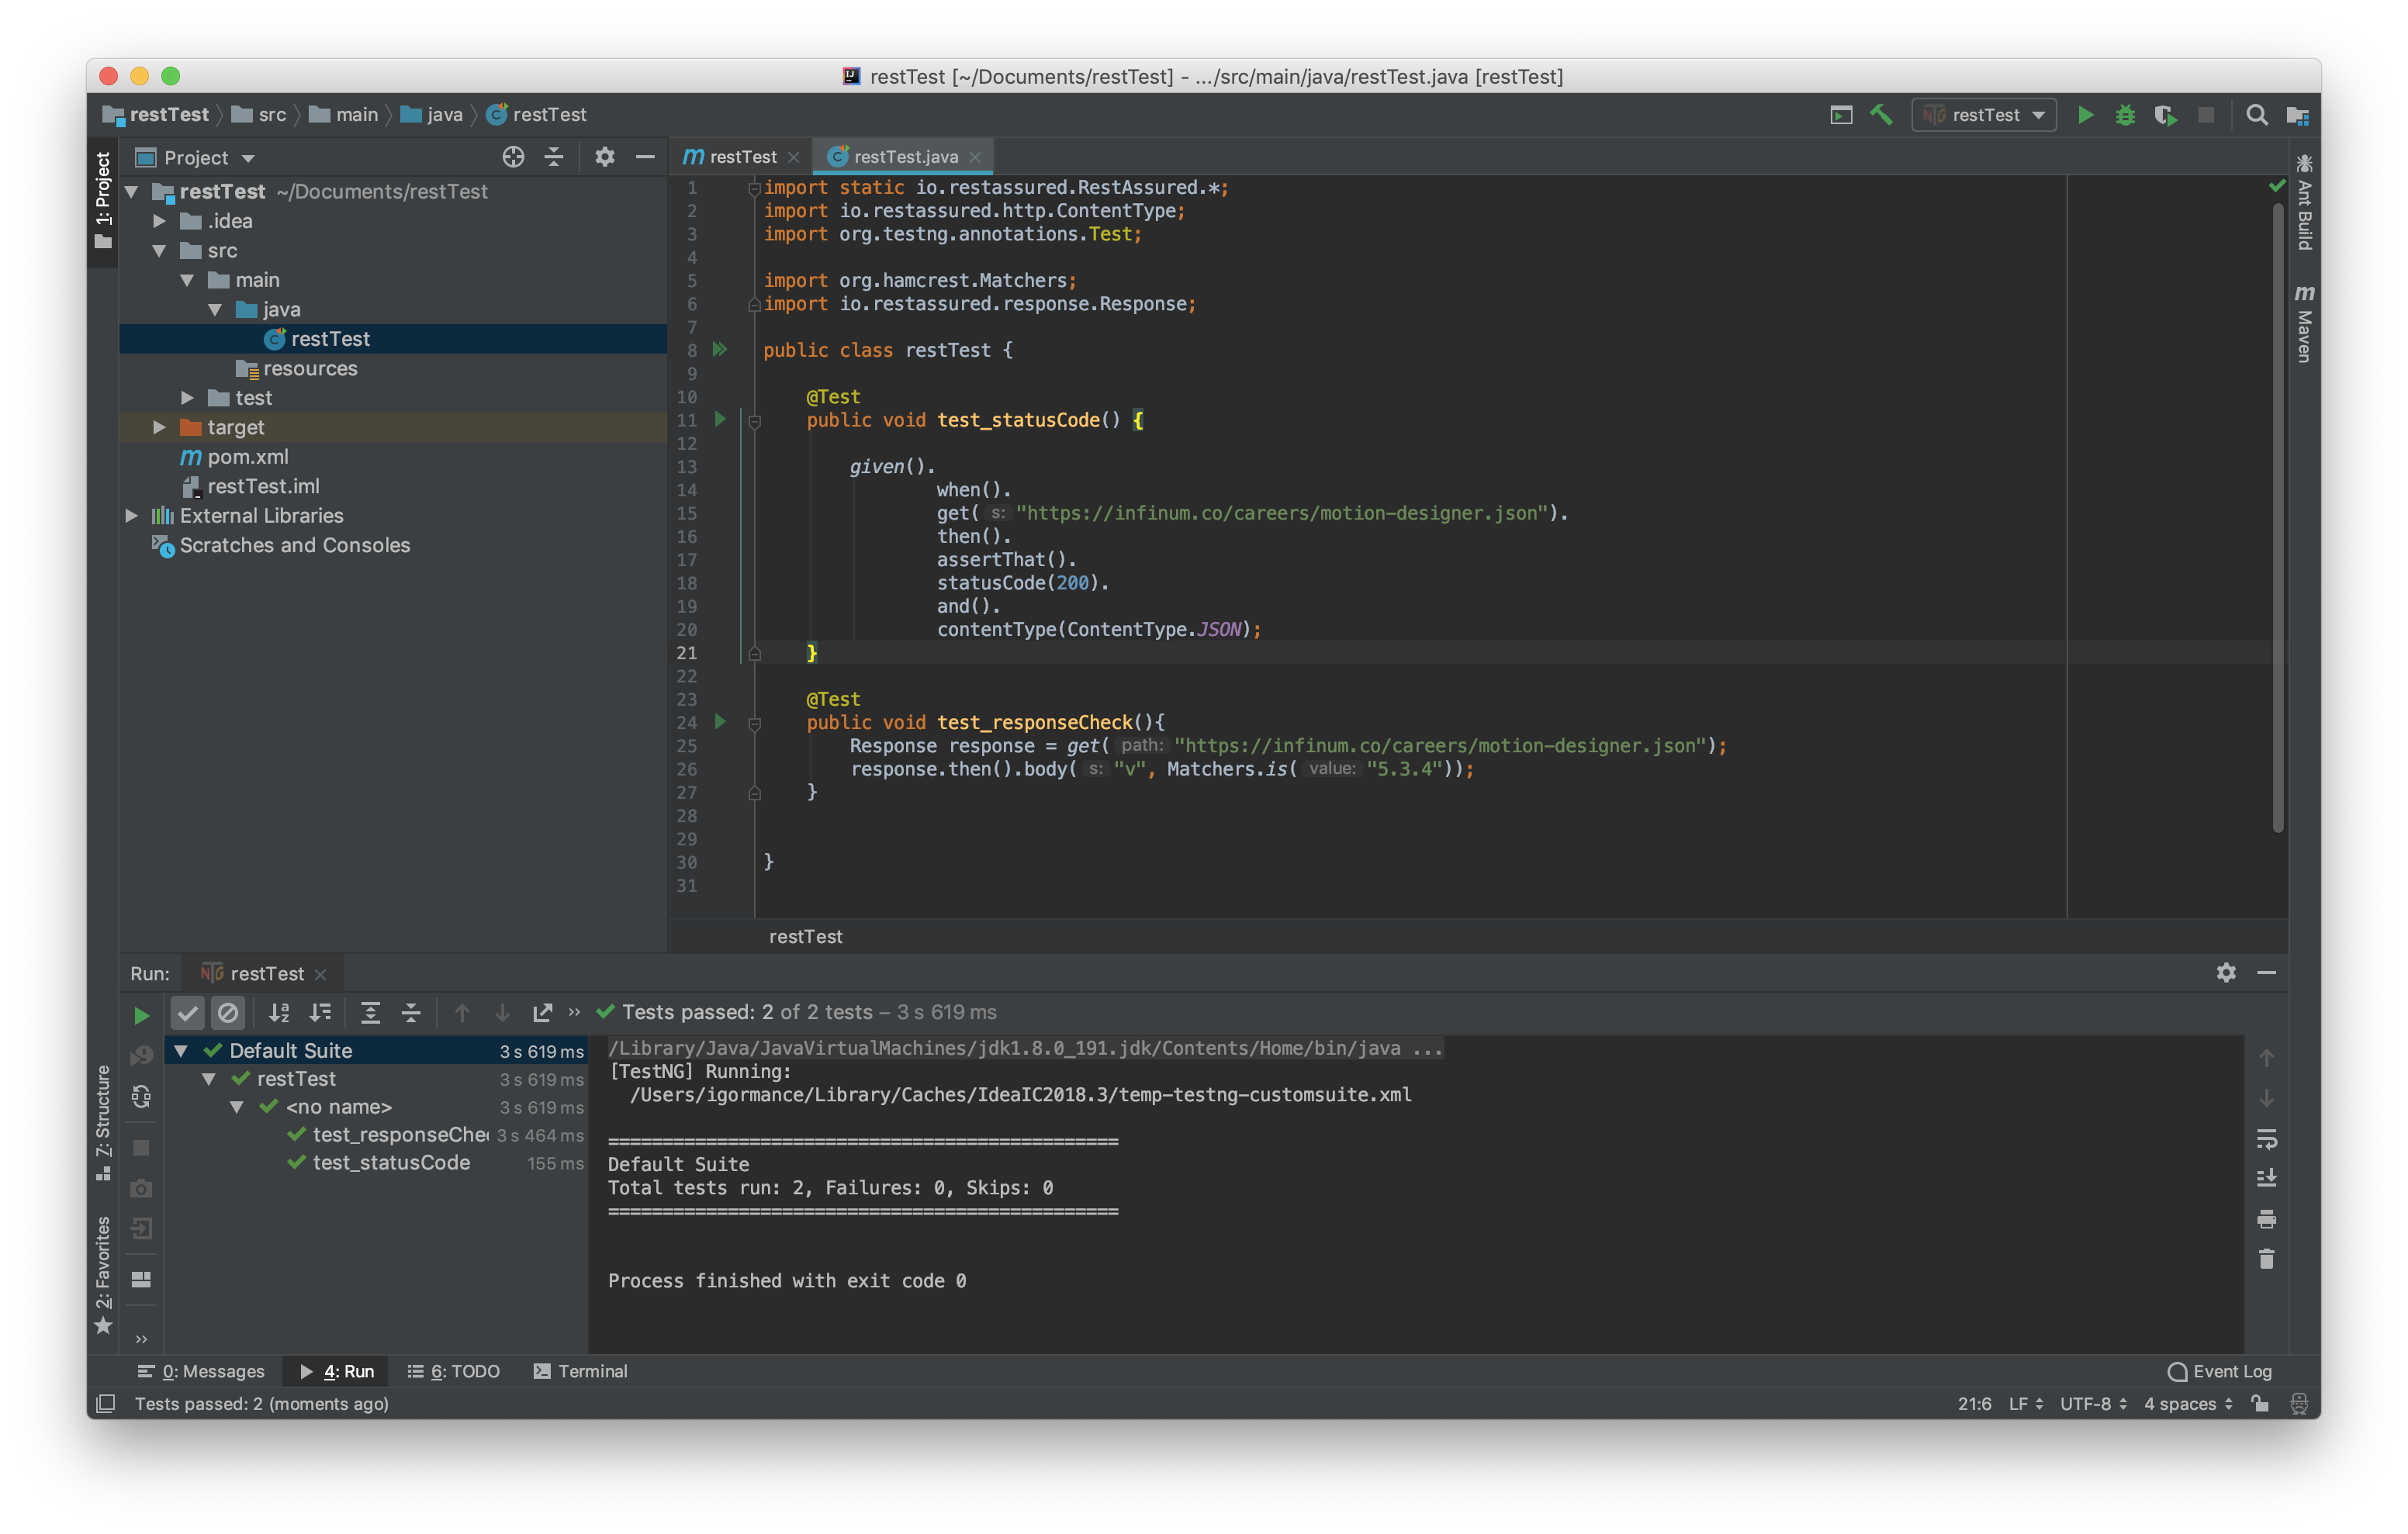 restTest [~/Documents/restTest] - .../src/main/java/restTest.java [restTest]
restTest src main java restTest
restTest
1: Project
Project
restTest ~/Documents/restTest
.idea
src
main
java
restTest
resources
test
target
pom.xml
restTest.iml
External Libraries
Scratches and Consoles
restTest
restTest.java
1 import static io.restassured.RestAssured.*;
2 import io.restassured.http.ContentType;
3 import org.testng.annotations.Test;
4
5 import org.hamcrest.Matchers;
6 import io.restassured.response.Response;
7
8 public class restTest {
9
10 @Test
11 public void test_statusCode() {
12
13 given().
14 when().
15 get( s: "https://infinum.co/careers/motion-designer.json").
16 then().
17 assertThat().
18 statusCode(200).
19 and().
20 contentType(ContentType.JSON);
21 }
22
23 @Test
24 public void test_responseCheck(){
25 Response response = get( path: "https://infinum.co/careers/motion-designer.json");
26 response.then().body( s: "v", Matchers.is( value: "5.3.4"));
27 }
28
29
30 }
31
restTest
Ant Build
Maven
Run: restTest
Tests passed: 2 of 2 tests – 3 s 619 ms
Default Suite 3 s 619 ms
restTest 3 s 619 ms
<no name> 3 s 619 ms
test_responseChe 3 s 464 ms
test_statusCode 155 ms
/Library/Java/JavaVirtualMachines/jdk1.8.0_191.jdk/Contents/Home/bin/java ...
[TestNG] Running:
/Users/igormance/Library/Caches/IdeaIC2018.3/temp-testng-customsuite.xml
===============================================
Default Suite
Total tests run: 2, Failures: 0, Skips: 0
===============================================
Process finished with exit code 0
Z: Structure
2: Favorites
0: Messages 4: Run 6: TODO Terminal Event Log
Tests passed: 2 (moments ago) 21:6 LF UTF-8 4 spaces